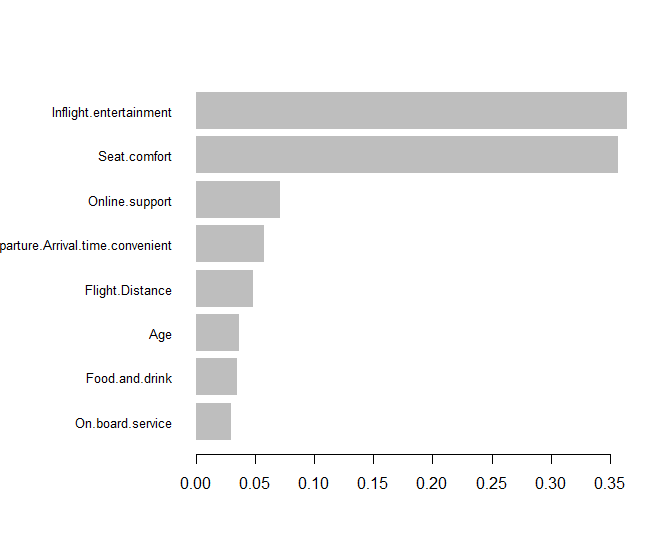 Inflight.entertainment
Seat.comfort
Online.support
parture.Arrival.time.convenient
Flight.Distance
Age
Food.and.drink
On.board.service
0.00 0.05 0.10 0.15 0.20 0.25 0.30 0.35